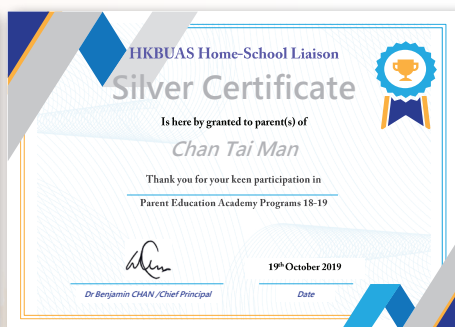 HKBUAS Home-School Liaison
Silver Certificate
Is here by granted to parent(s) of
Chan Tai Man
Thank you for your keen participation in
Parent Education Academy Programs 18-19
19th October 2019
Dr Benjamin CHAN /Chief Principal
Date